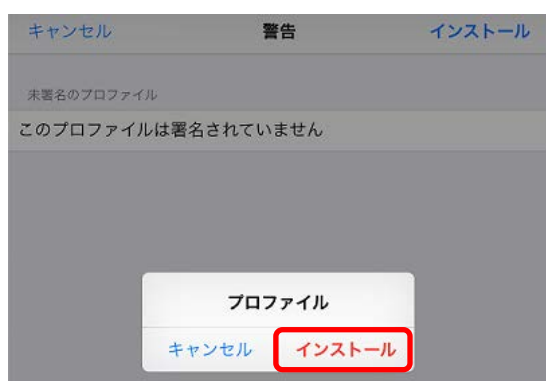 キャンセル 警告 インストール
未署名のプロファイル
このプロファイルは署名されていません
プロファイル
キャンセル インストール